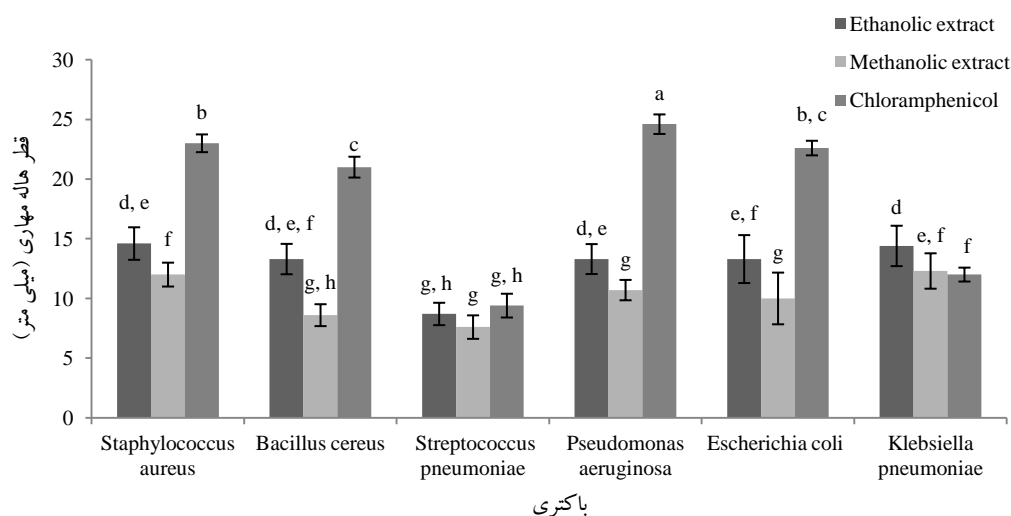 Ethanolic extract
Methanolic extract
Chloramphenicol
قطر هاله مهاری (میلی متر)
30
25
20
15
10
5
0
d, e
f
b
d, e, f
g, h
c
g, h
g
g, h
d, e
g
a
e, f
g
b, c
d
e, f
f
Staphylococcus
aureus
Bacillus cereus
Streptococcus
pneumoniae
Pseudomonas
aeruginosa
Escherichia coli
Klebsiella
pneumoniae
باکتری